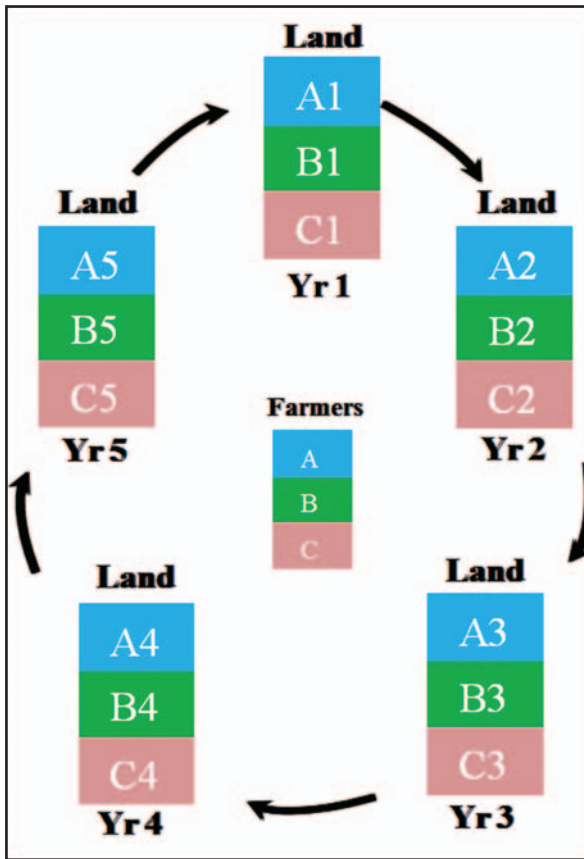 Land
A1
B1
C1
Yr 1
Land
A2
B2
C2
Yr 2
Land
A3
B3
C3
Yr 3
Land
A4
B4
C4
Yr 4
Land
A5
B5
C5
Yr 5
Farmers
A
B
C